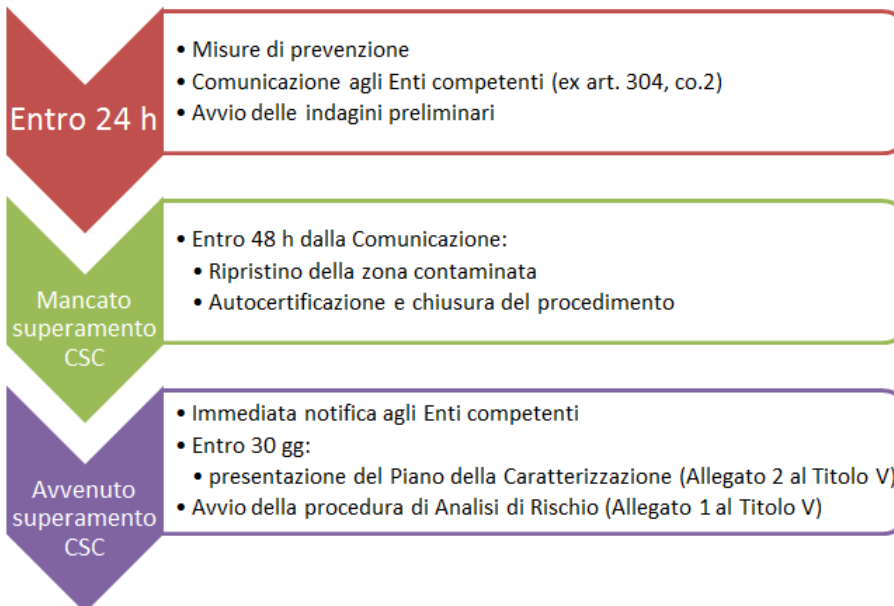 Entro 24 h
• Misure di prevenzione
• Comunicazione agli Enti competenti (ex art. 304, co.2)
• Avvio delle indagini preliminari
Mancato
superamento
CSC
• Entro 48 h dalla Comunicazione:
• Ripristino della zona contaminata
• Autocertificazione e chiusura del procedimento
Avvenuto
superamento
CSC
• Immediata notifica agli Enti competenti
• Entro 30 gg:
• presentazione del Piano della Caratterizzazione (Allegato 2 al Titolo V)
• Avvio della procedura di Analisi di Rischio (Allegato 1 al Titolo V)